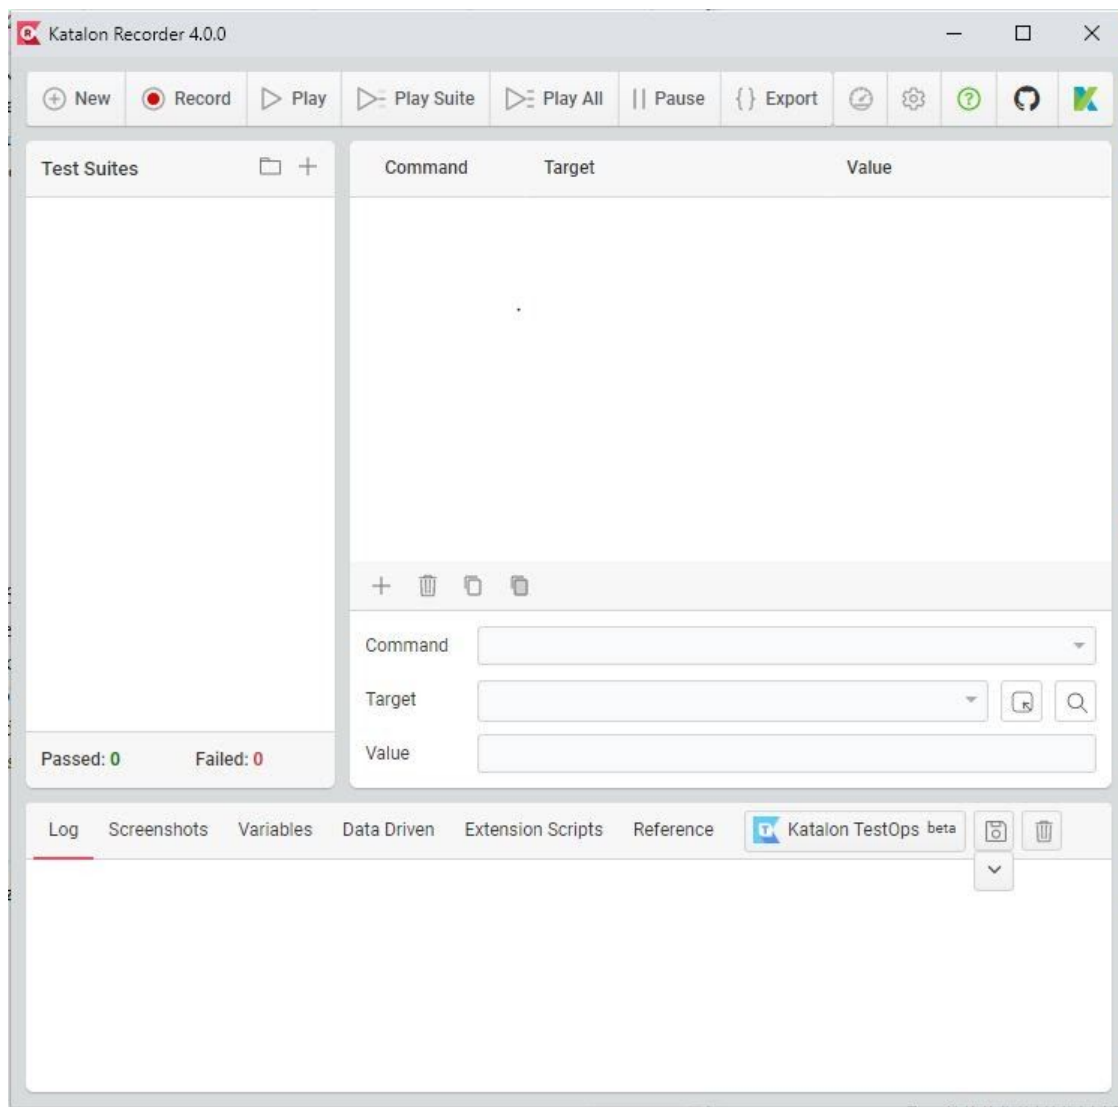 Katalon Recorder 4.0.0
New Record Play Play Suite Play All Pause { } Export
Test Suites
Command Target Value
Command
Target
Value
Passed: 0 Failed: 0
Log Screenshots Variables Data Driven Extension Scripts Reference Katalon TestOps beta